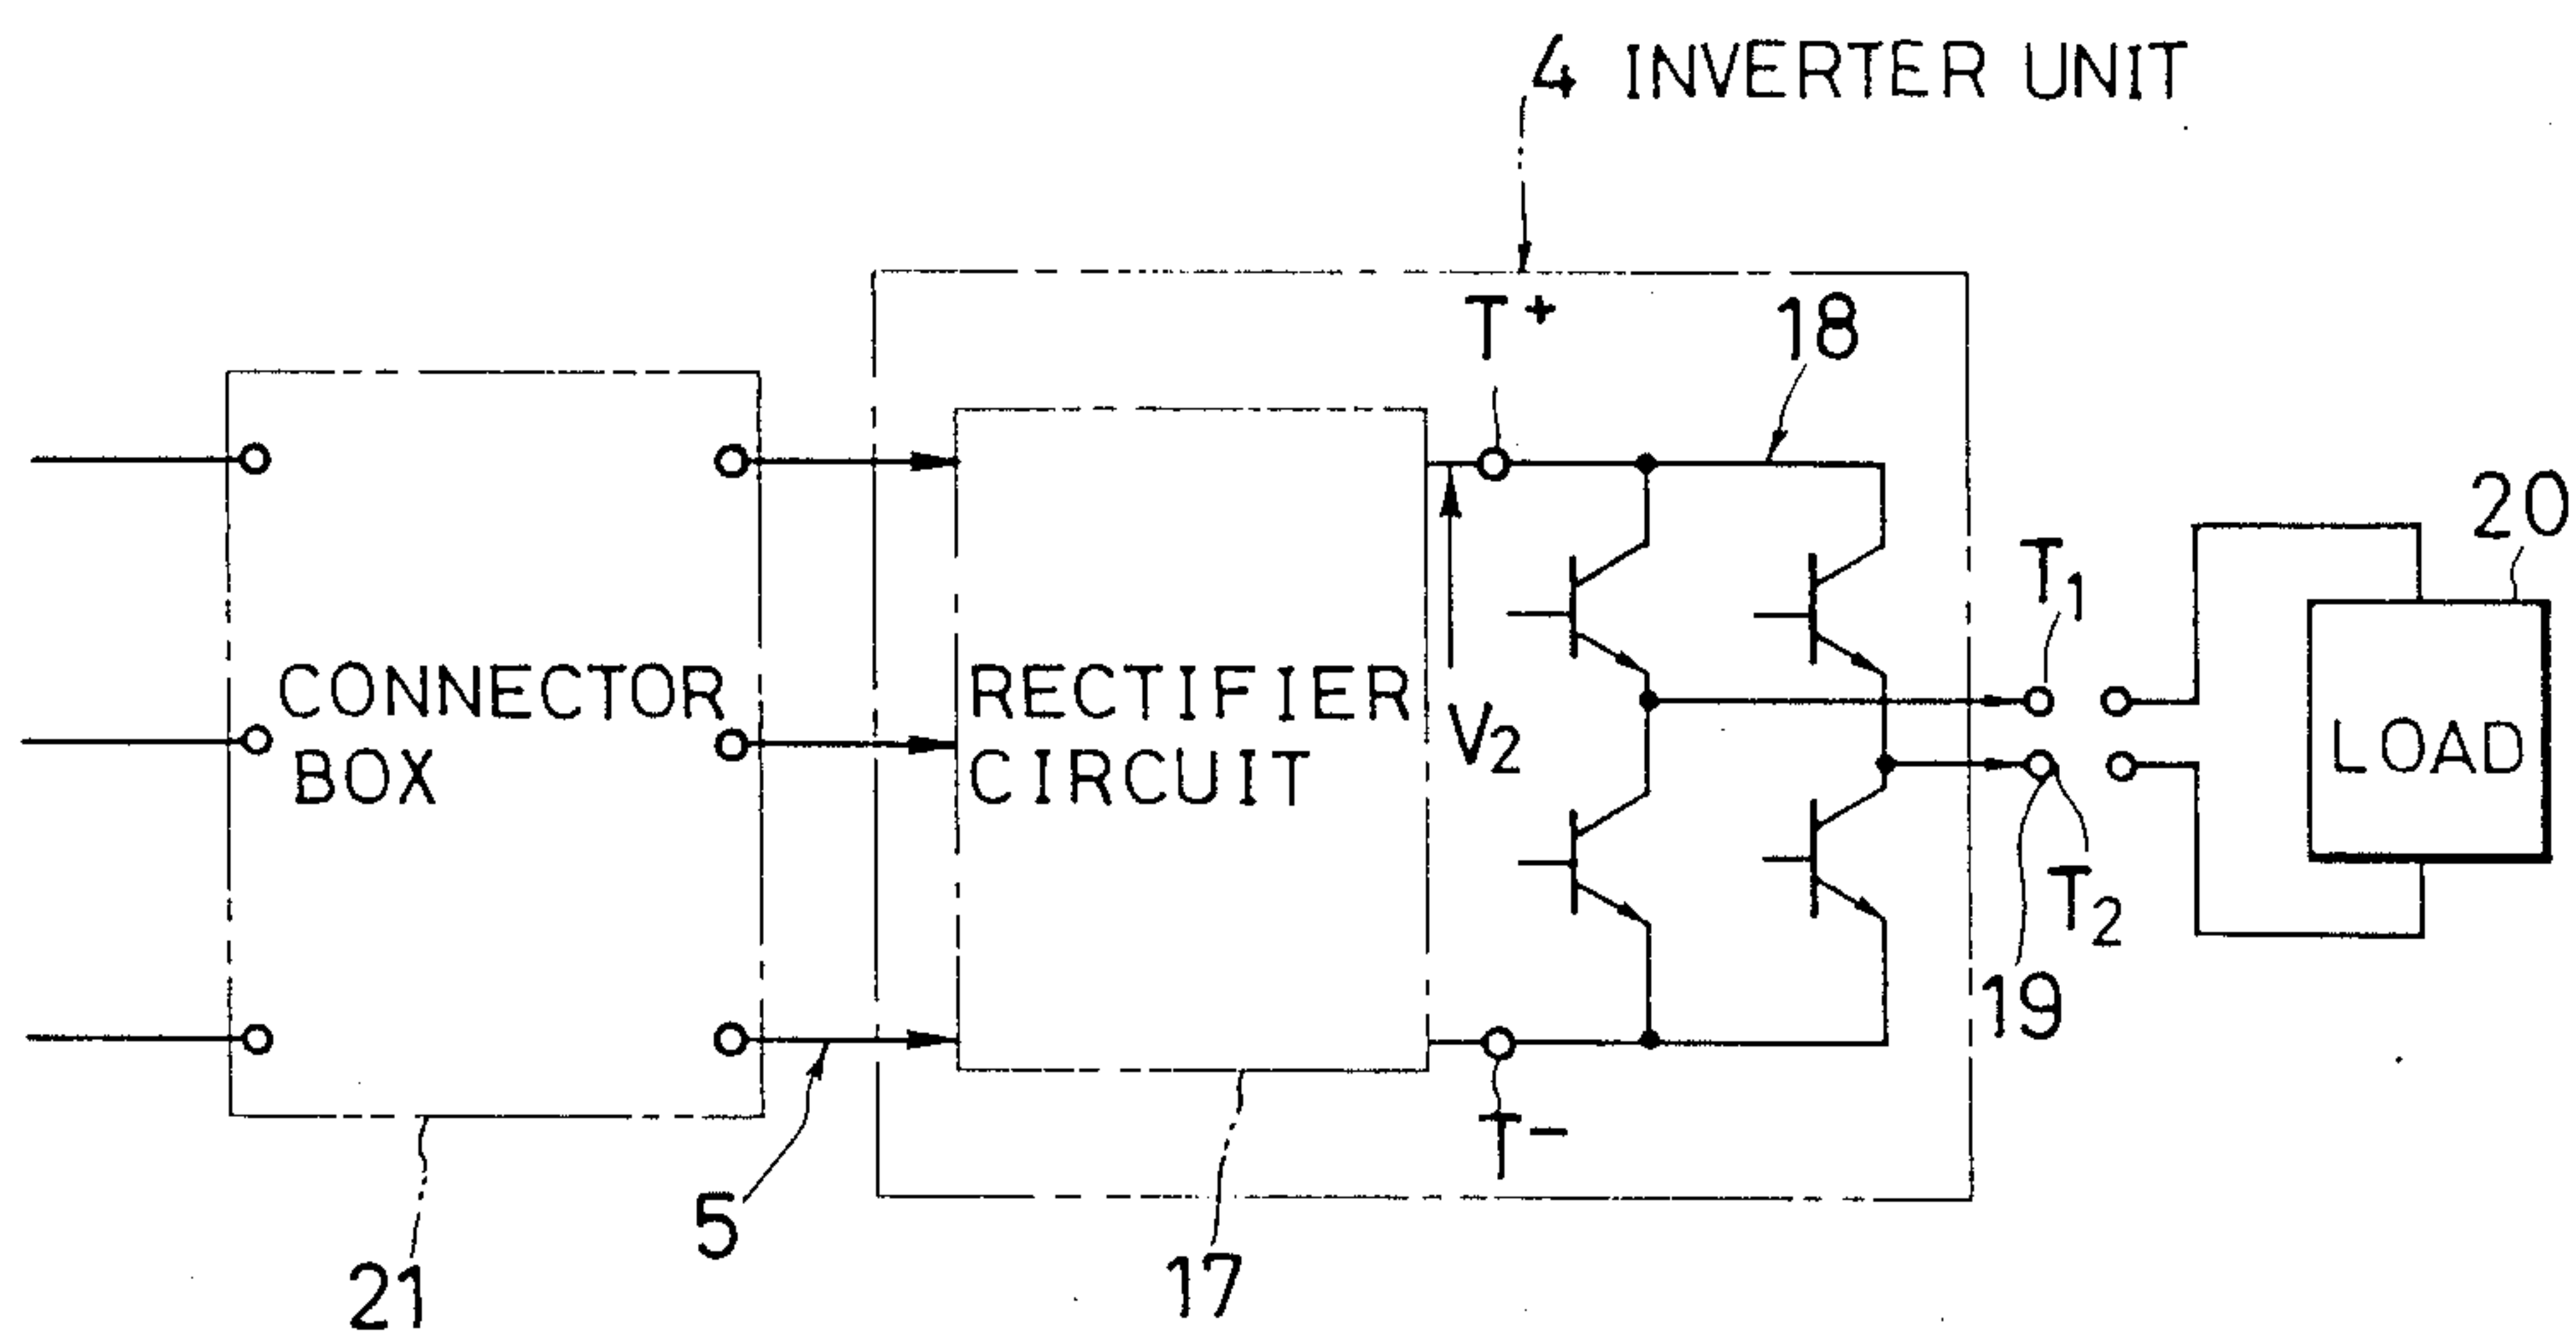 4 INVERTER UNIT
T+
18
20
T1
CONNECTOR
BOX
RECTIFIER
CIRCUIT
V2
LOAD
T2
19
T-
5
17
21